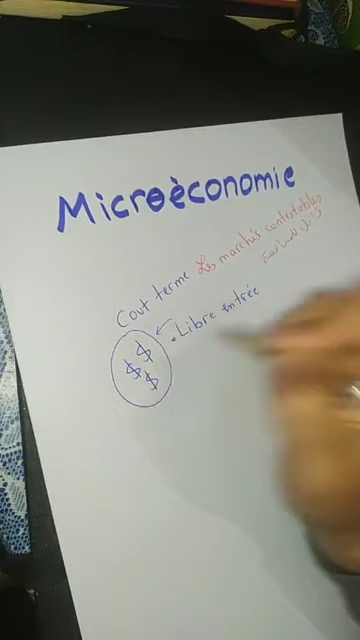 Microèconomie
Cout terme Les marchés contestables
Libre entrée
$
$
$